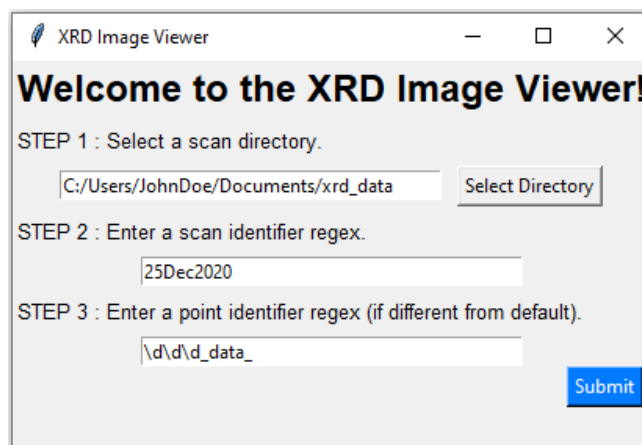 XRD Image Viewer
Welcome to the XRD Image Viewer!
STEP 1 : Select a scan directory.
C:/Users/JohnDoe/Documents/xrd_data Select Directory
STEP 2 : Enter a scan identifier regex.
25Dec2020
STEP 3 : Enter a point identifier regex (if different from default).
\d\d\d_data_
Submit